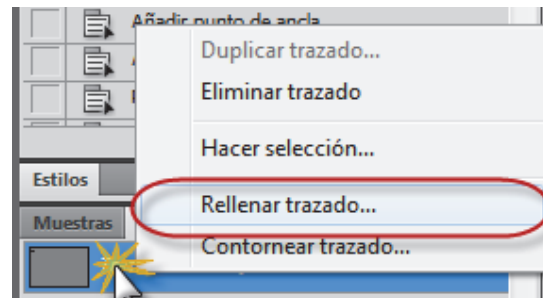 Añadir punto de ancla
Duplicar trazado...
Eliminar trazado
Hacer selección...
Estilos
Rellenar trazado...
Muestras
Contornear trazado...